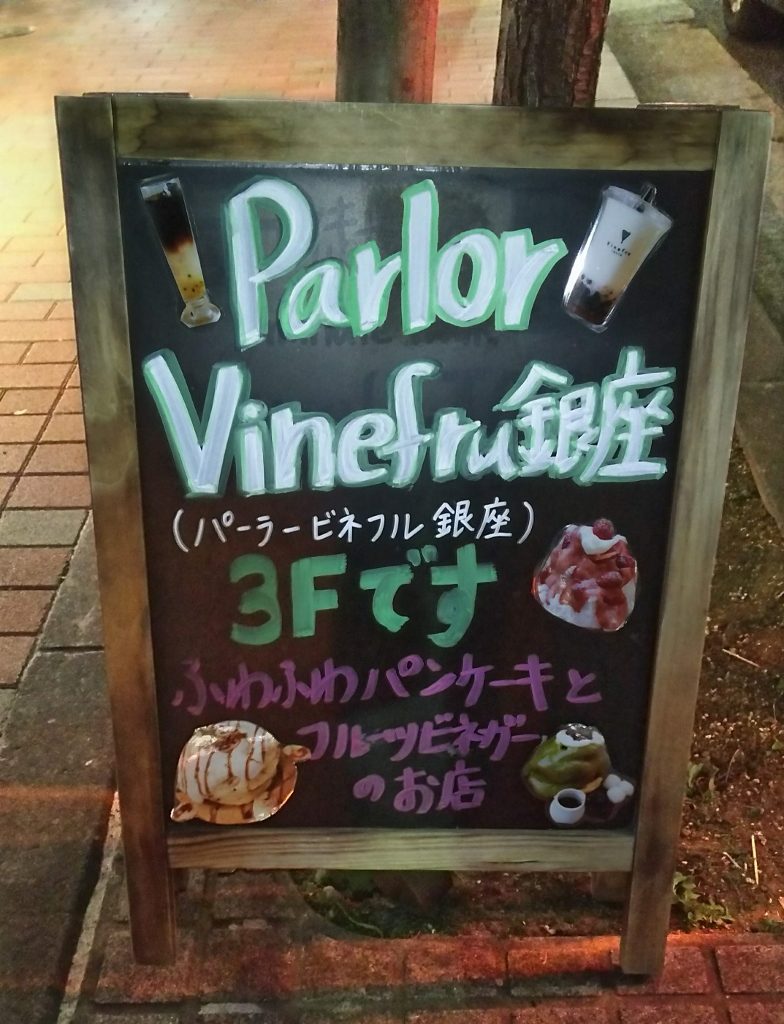 Parlor
Vinefru銀座
(パーラービネフル銀座)
3Fです
ふわふわパンケーキと
フルーツビネガー
のお店